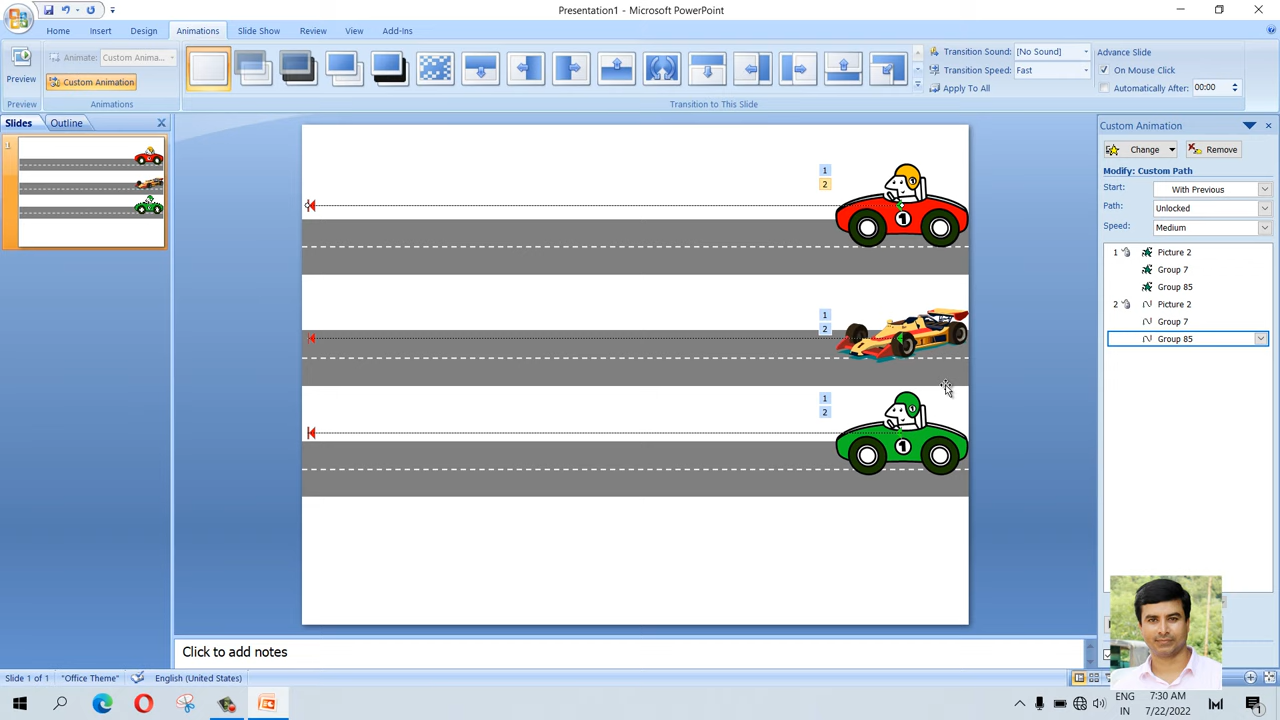 Presentation1 - Microsoft PowerPoint
Home Insert Design Animations Slide Show Review View Add-Ins
Preview
Preview
Animate: Custom Anima...
Custom Animation
Animations
Transition to This Slide
Transition Sound: [No Sound]
Transition Speed: Fast
Apply To All
Advance Slide
On Mouse Click
Automatically After: 00:00
Slides Outline
1
1
2
1
1
2
1
2
1
Custom Animation
Change Remove
Modify: Custom Path
Start: With Previous
Path: Unlocked
Speed: Medium
1 Picture 2
Group 7
Group 85
2 Picture 2
Group 7
Group 85
Click to add notes
Slide 1 of 1 "Office Theme" English (United States)
ENG
IN
7:30 AM
7/22/2022
1